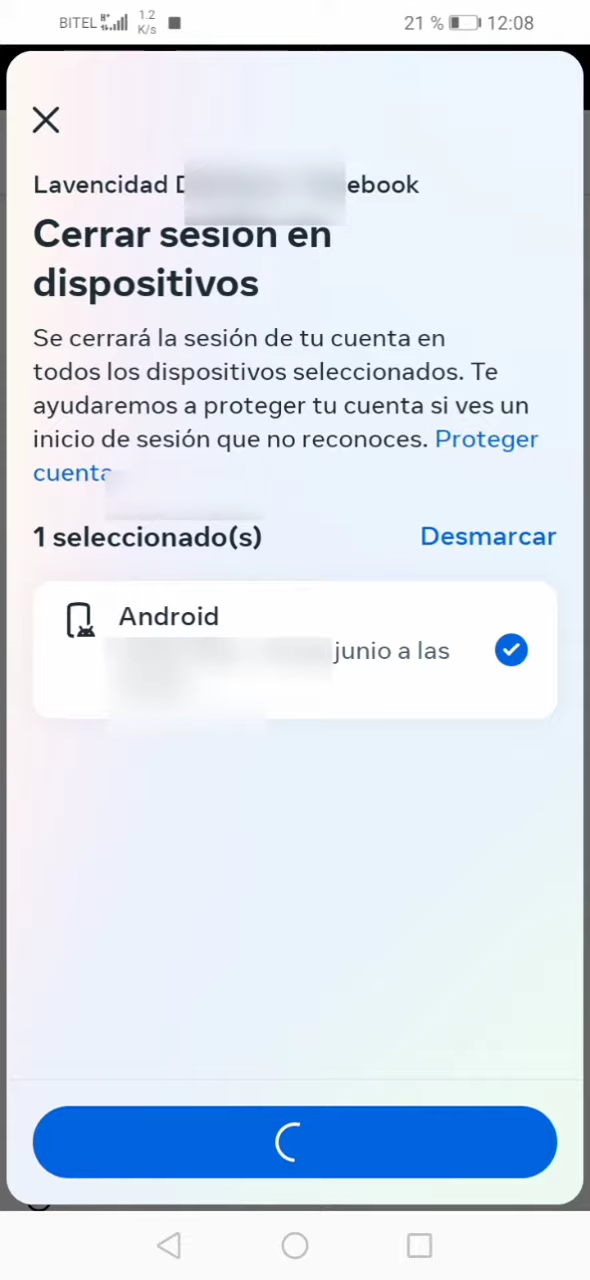 BITEL 1.2 K/s 21 % 12:08
Lavencidad ebook
Cerrar sesión en
dispositivos
Se cerrará la sesión de tu cuenta en
todos los dispositivos seleccionados. Te
ayudaremos a proteger tu cuenta si ves un
inicio de sesión que no reconoces. Proteger
cuenta
1 seleccionado(s) Desmarcar
Android
junio a las